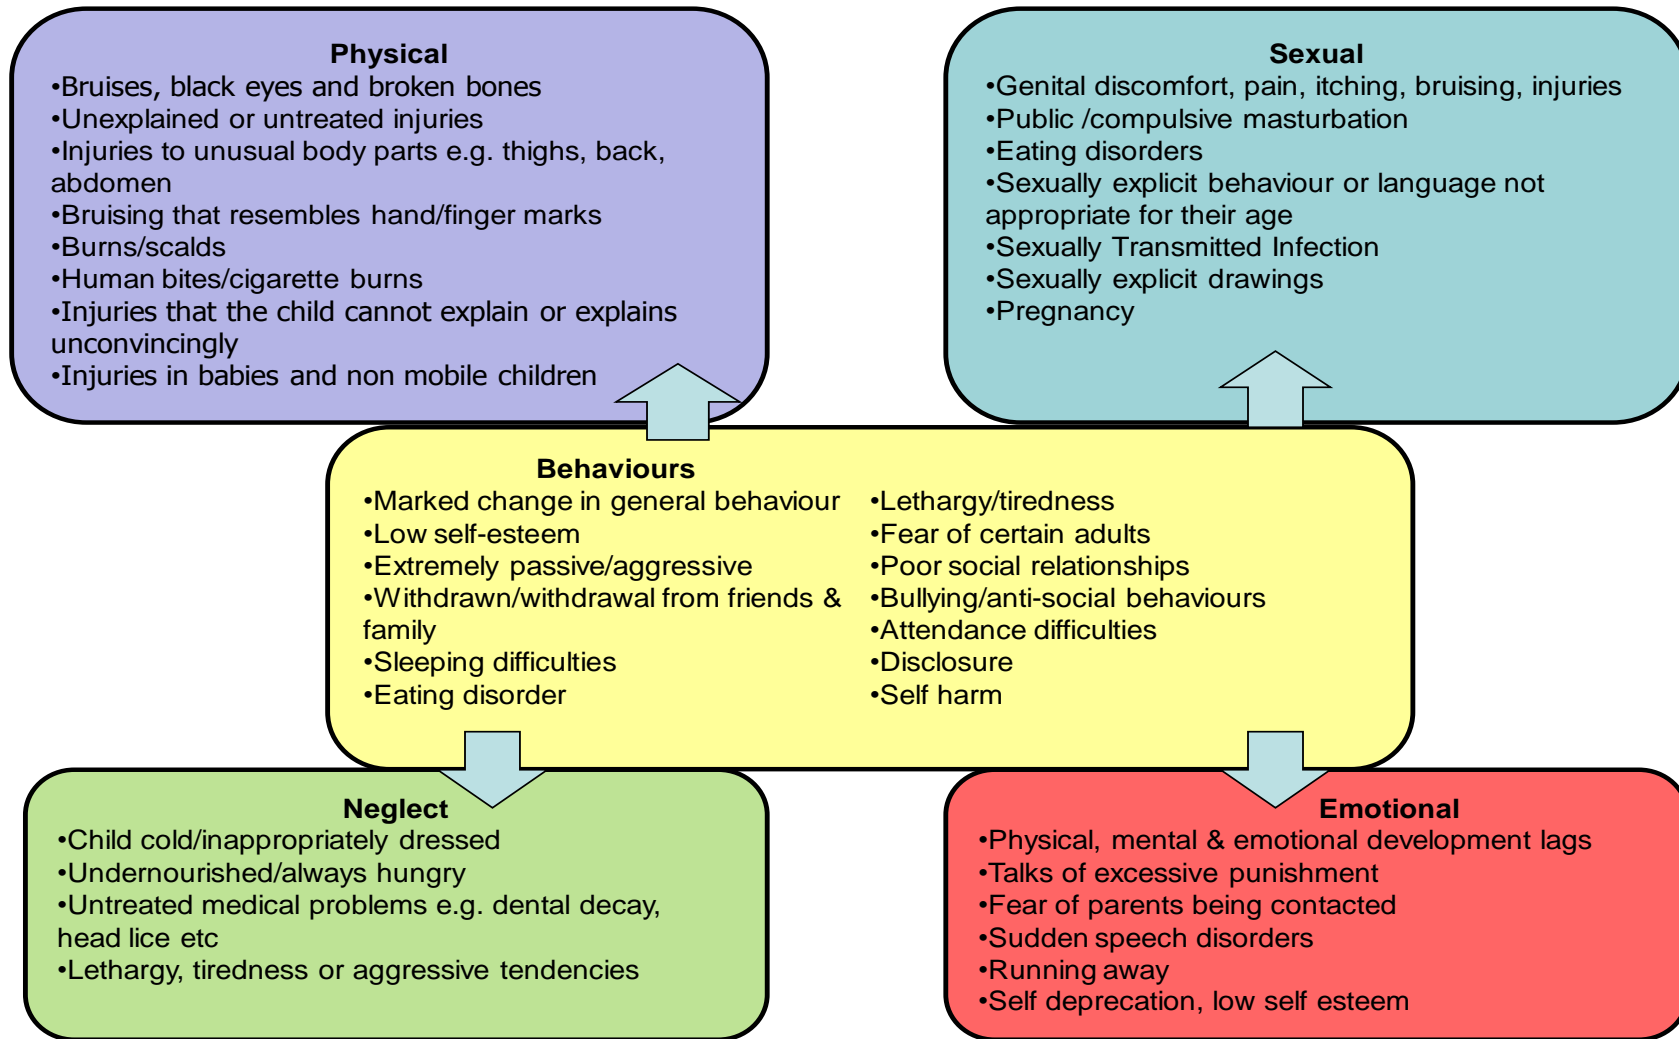 Physical
•Bruises, black eyes and broken bones
•Unexplained or untreated injuries
•Injuries to unusual body parts e.g. thighs, back,
abdomen
•Bruising that resembles hand/finger marks
•Burns/scalds
•Human bites/cigarette burns
•Injuries that the child cannot explain or explains
unconvincingly
•Injuries in babies and non mobile children
Sexual
•Genital discomfort, pain, itching, bruising, injuries
•Public /compulsive masturbation
•Eating disorders
•Sexually explicit behaviour or language not
appropriate for their age
•Sexually Transmitted Infection
•Sexually explicit drawings
•Pregnancy
Behaviours
•Marked change in general behaviour
•Low self-esteem
•Extremely passive/aggressive
•Withdrawn/withdrawal from friends &
family
•Sleeping difficulties
•Eating disorder
•Lethargy/tiredness
•Fear of certain adults
•Poor social relationships
•Bullying/anti-social behaviours
•Attendance difficulties
•Disclosure
•Self harm
Neglect
•Child cold/inappropriately dressed
•Undernourished/always hungry
•Untreated medical problems e.g. dental decay,
head lice etc
•Lethargy, tiredness or aggressive tendencies
Emotional
•Physical, mental & emotional development lags
•Talks of excessive punishment
•Fear of parents being contacted
•Sudden speech disorders
•Running away
•Self deprecation, low self esteem